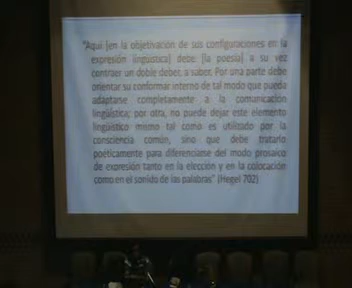 "Aquí [en la objetivación de sus configuraciones en la
expresión lingüística] debe [la poesía] a su vez
contraer un doble deber, a saber. Por una parte debe
orientar su conformar interno de tal modo que pueda
adaptarse completamente a la comunicación
lingüística; por otra, no puede dejar este elemento
lingüístico mismo tal como es utilizado por la
consciencia común, sino que debe tratarlo
poéticamente para diferenciarse del modo prosaico
de expresión tanto en la elección y en la colocación
como en el sonido de las palabras" (Hegel 702)